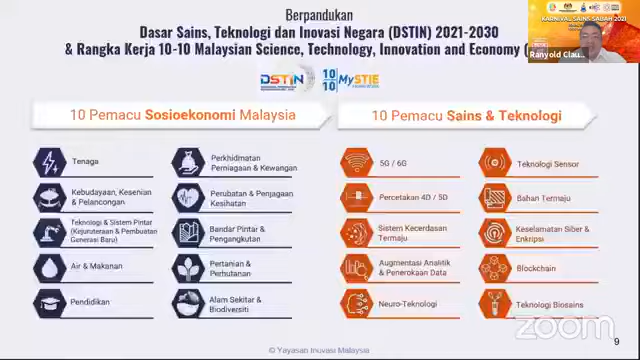 Berpandukan
Dasar Sains, Teknologi dan Inovasi Negara (DSTIN) 2021-2030
& Rangka Kerja 10-10 Malaysian Science, Technology, Innovation and Economy (
DSTIN
10 10 MySTIE
10 Pemacu Sosioekonomi Malaysia
10 Pemacu Sains & Teknologi
Tenaga
Kebudayaan, Kesenian
& Pelancongan
Teknologi & Sistem Pintar
(Kejuruteraan & Pembuatan
Generasi Baru)
Air & Makanan
Pendidikan
Perkhidmatan
Perniagaan & Kewangan
Perubatan & Penjagaan
Kesihatan
Bandar Pintar &
Pengangkutan
Pertanian &
Perhutanan
Alam Sekitar &
Biodiversiti
5G / 6G
Percetakan 4D / 5D
Sistem Kecerdasan
Termaju
Augmentasi Analitik
& Penerokaan Data
Neuro-Teknologi
Teknologi Sensor
Bahan Termaju
Keselamatan Siber &
Enkripsi
Blockchain
Teknologi Biosains
© Yayasan Inovasi Malaysia
9
zoom
KARNIVAL SAINS SABAH 2021
Ranyold Clau...